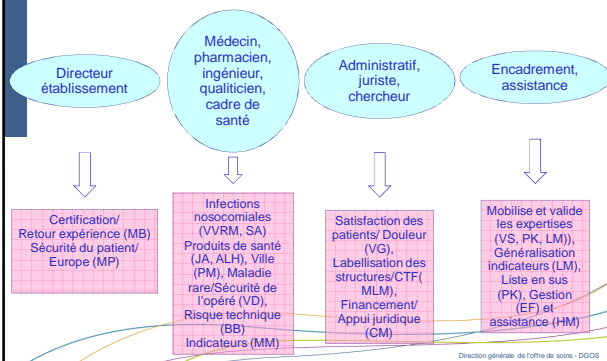 Directeur
établissement
Médecin,
pharmacien,
ingénieur,
qualiticien,
cadre de
santé
Administratif,
juriste,
chercheur
Encadrement,
assistance
Certification/
Retour expérience (MB)
Sécurité du patient/
Europe (MP)
Infections
nosocomiales
(VVRM, SA)
Produits de santé
(JA, ALH), Ville
(PM), Maladie
rare/Sécurité de
l'opéré (VD),
Risque technique
(BB)
Indicateurs (MM)
Satisfaction des
patients/ Douleur
(VG),
Labellisation des
structures/CTF(
MLM),
Financement/
Appui juridique
(CM)
Mobilise et valide
les expertises
(VS, PK, LM)),
Généralisation
indicateurs (LM),
Liste en sus
(PK), Gestion
(EF) et
assistance (HM)
Direction générale de l'offre de soins - DGOS